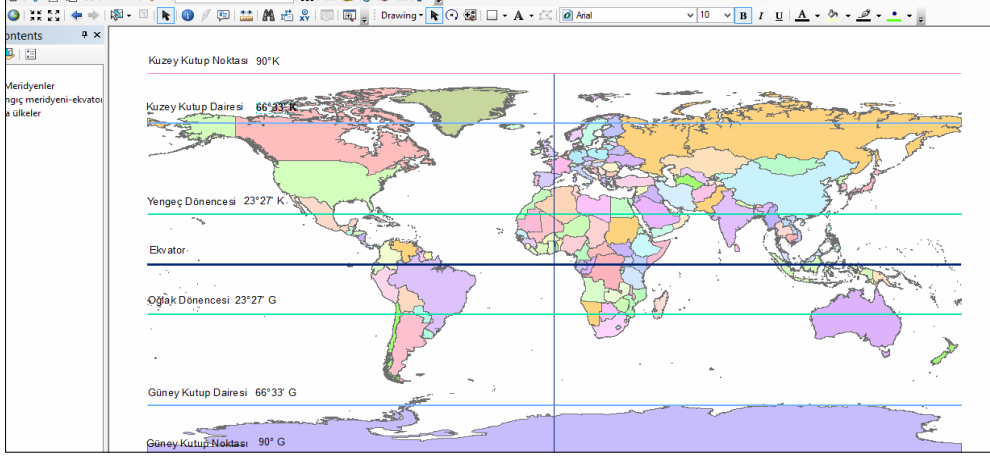 Drawing
Arial
10
B I U A
ontents
Meridyenler
ngıç meridyeni-ekvator
a ülkeler
Kuzey Kutup Noktası 90°K
Kuzey Kutup Dairesi 66°33' K
Yengeç Dönencesi 23°27' K
Ekvator
Oğlak Dönencesi 23°27' G
Güney Kutup Dairesi 66°33' G
Güney Kutup Noktası 90° G